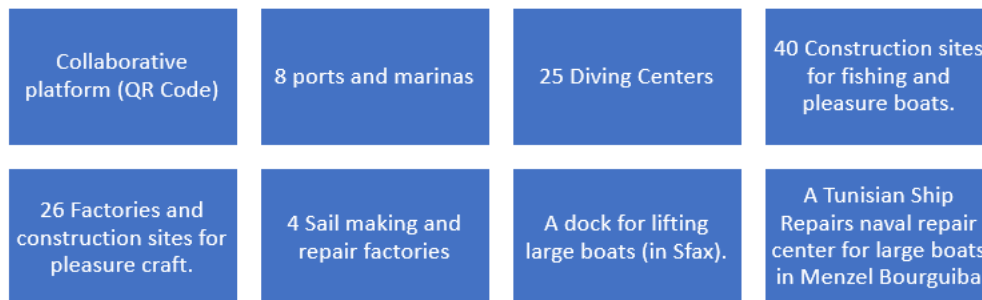 Collaborative
platform (QR Code)
8 ports and marinas
25 Diving Centers
40 Construction sites
for fishing and
pleasure boats.
26 Factories and
construction sites for
pleasure craft.
4 Sail making and
repair factories
A dock for lifting
large boats (in Sfax).
A Tunisian Ship
Repairs naval repair
center for large boats
in Menzel Bourguiba